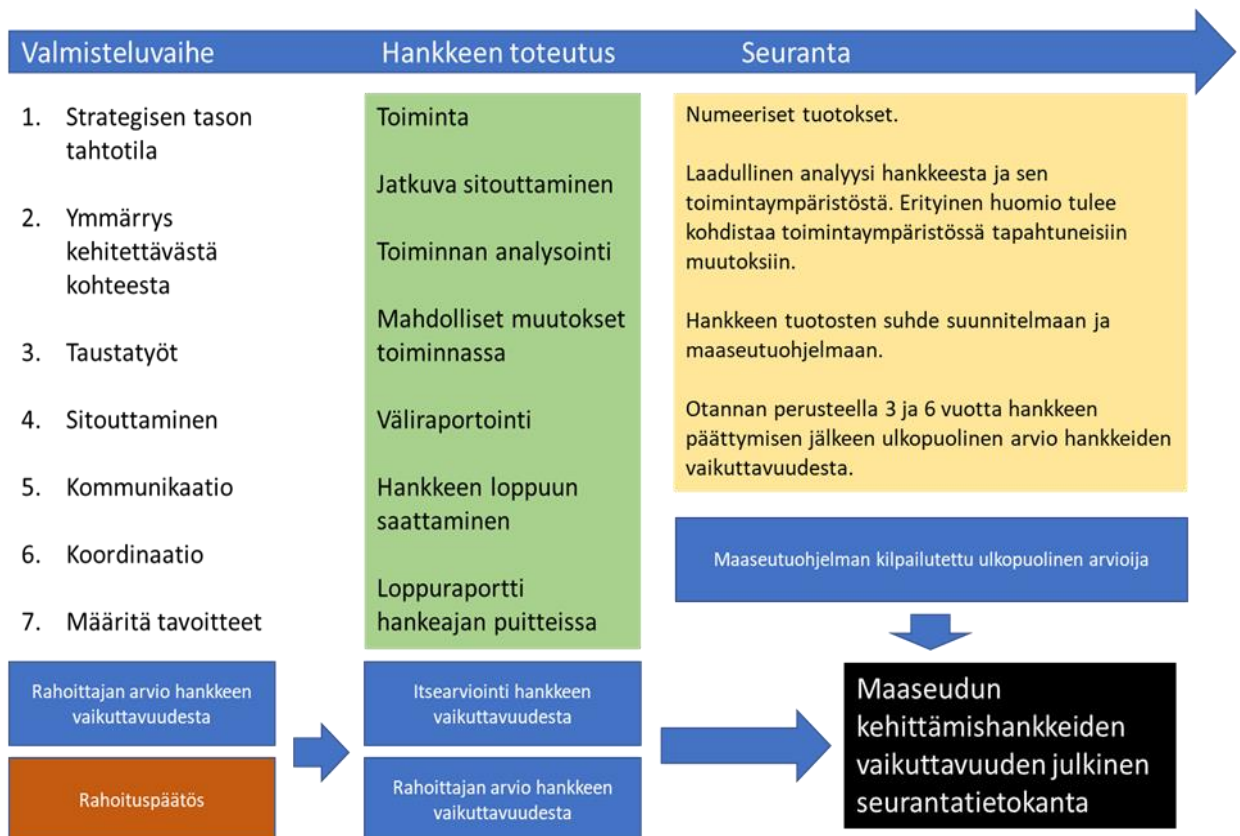 Valmisteluvaihe
Hankkeen toteutus
Seuranta
1. Strategisen tason
tahtotila
2. Ymmärrys
kehitettävästä
kohteesta
3. Taustatyöt
4. Sitouttaminen
5. Kommunikaatio
6. Koordinaatio
7. Määritä tavoitteet
Rahoittajan arvio hankkeen
vaikuttavuudesta
Rahoituspäätös
Toiminta
Jatkuva sitouttaminen
Toiminnan analysointi
Mahdolliset muutokset
toiminnassa
Väliraportointi
Hankkeen loppuun
saattaminen
Loppuraportti
hankeajan puitteissa
Itsearviointi hankkeen
vaikuttavuudesta
Rahoittajan arvio hankkeen
vaikuttavuudesta
Numeeriset tuotokset.
Laadullinen analyysi hankkeesta ja sen
toimintaympäristöstä. Erityinen huomio tulee
kohdistaa toimintaympäristössä tapahtuneisiin
muutoksiin.
Hankkeen tuotosten suhde suunnitelmaan ja
maaseutuohjelmaan.
Otannan perusteella 3 ja 6 vuotta hankkeen
päättymisen jälkeen ulkopuolinen arvio hankkeiden
vaikuttavuudesta.
Maaseutuohjelman kilpailutettu ulkopuolinen arvioija
Maaseudun
kehittämishankkeiden
vaikuttavuuden julkinen
seurantatietokanta